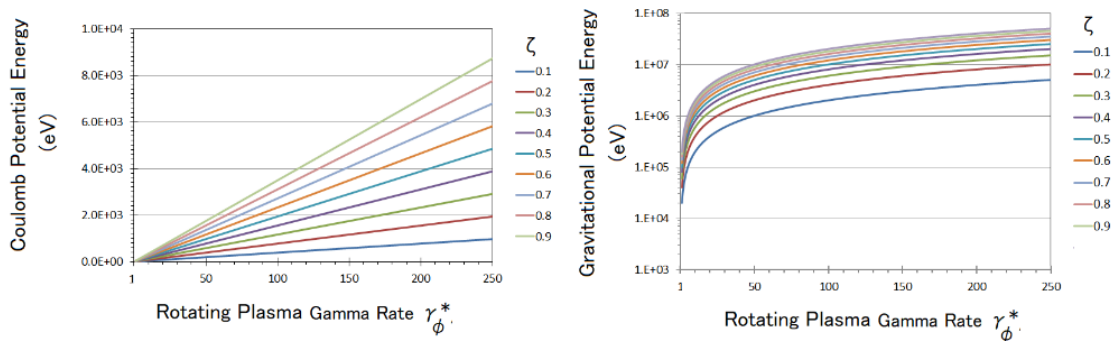 Coulomb Potential Energy
(eV)
1.0E+04
8.0E+03
6.0E+03
4.0E+03
2.0E+03
0.0E+00
1 50 100 150 200 250
Rotating Plasma Gamma Rate γ*ϕ
ζ
0.1
0.2
0.3
0.4
0.5
0.6
0.7
0.8
0.9
Gravitational Potential Energy
(eV)
1.E+08
1.E+07
1.E+06
1.E+05
1.E+04
1.E+03
1 50 100 150 200 250
Rotating Plasma Gamma Rate γ*ϕ
ζ
0.1
0.2
0.3
0.4
0.5
0.6
0.7
0.8
0.9